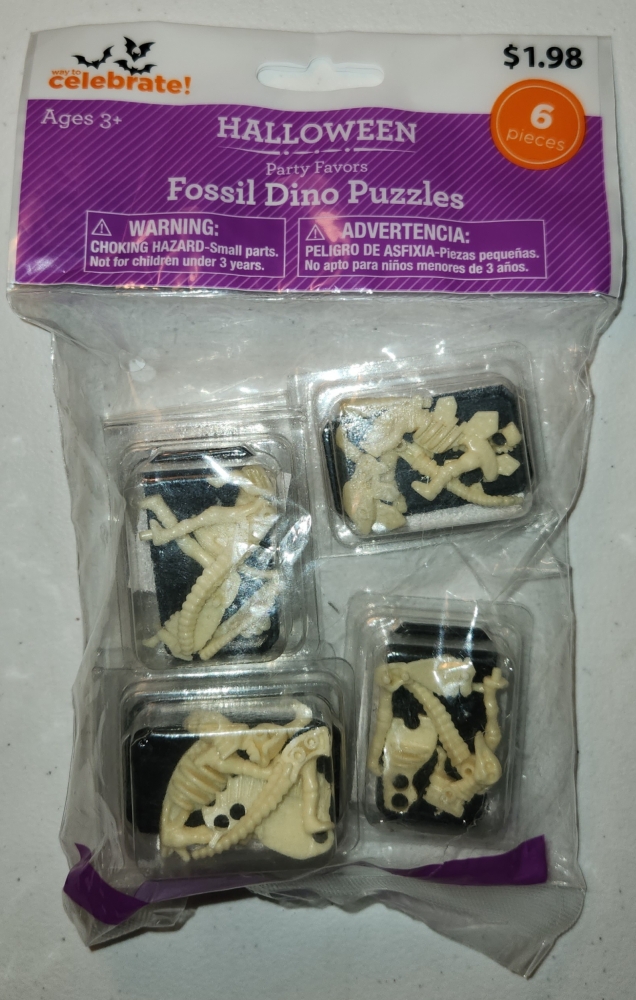 way to
celebrate!
$1.98
Ages 3+
6
pieces
HALLOWEEN
Party Favors
Fossil Dino Puzzles
WARNING:
CHOKING HAZARD-Small parts.
Not for children under 3 years.
ADVERTENCIA:
PELIGRO DE ASFIXIA-Piezas pequeñas.
No apto para niños menores de 3 años.